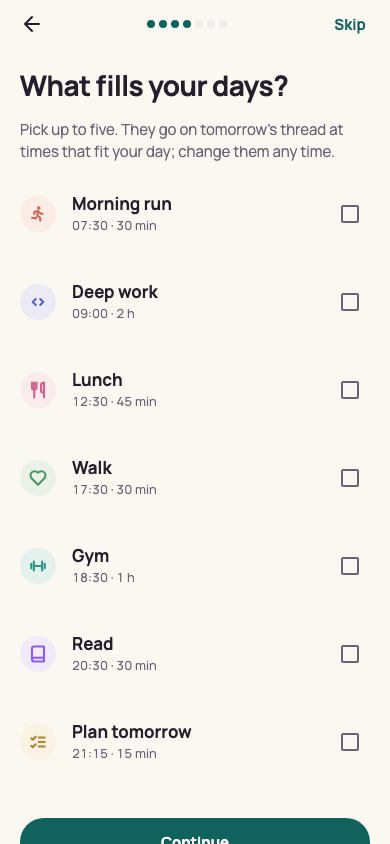 Skip
What fills your days?
Pick up to five. They go on tomorrow's thread at
times that fit your day; change them any time.
Morning run
07:30 · 30 min
Deep work
09:00 · 2 h
Lunch
12:30 · 45 min
Walk
17:30 · 30 min
Gym
18:30 · 1 h
Read
20:30 · 30 min
Plan tomorrow
21:15 · 15 min
Continue